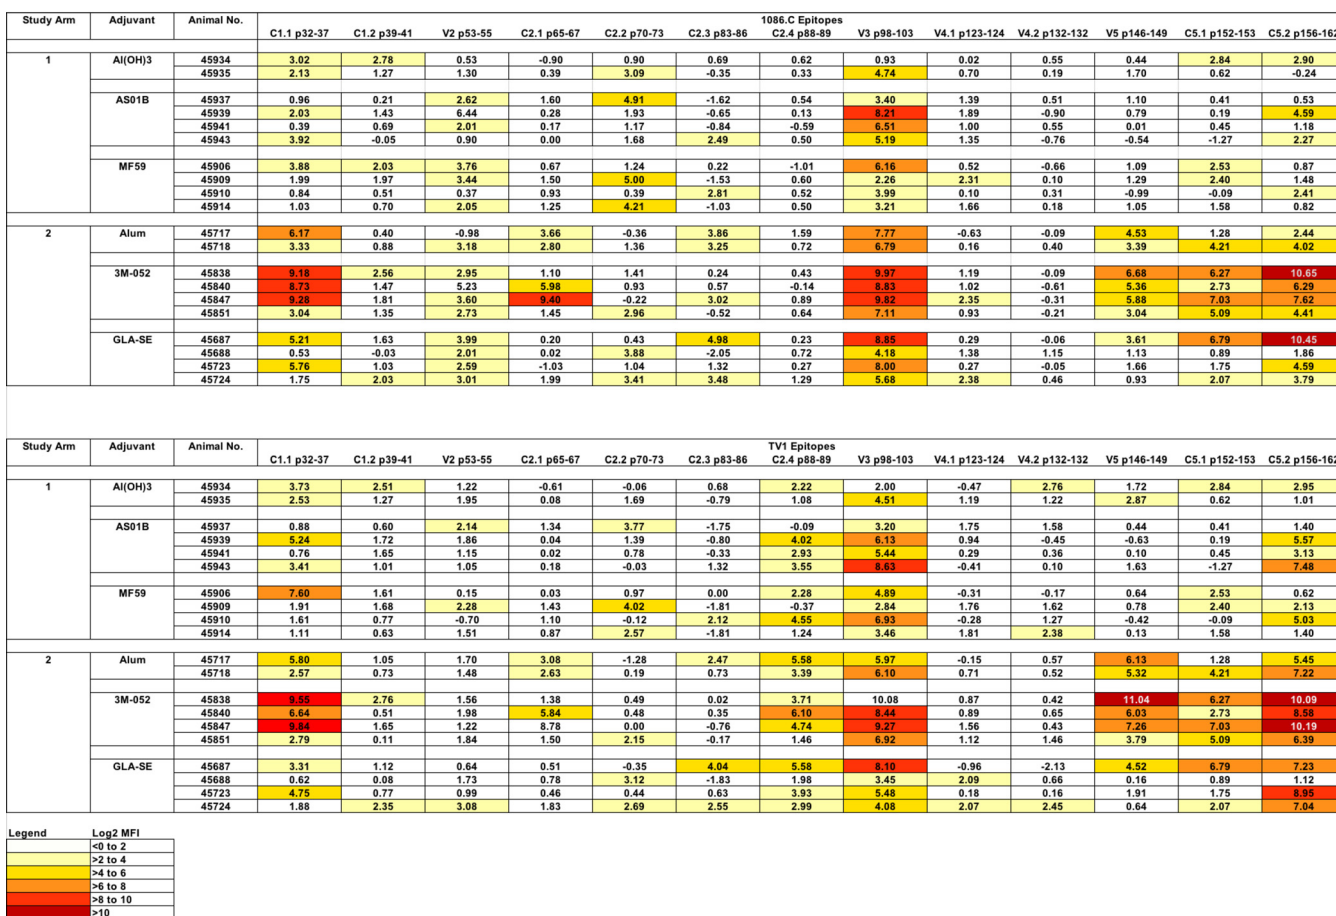 Study Arm Adjuvant Animal No. 1086.C Epitopes
C1.1 p32-37 C1.2 p39-41 V2 p53-55 C2.1 p65-67 C2.2 p70-73 C2.3 p83-86 C2.4 p88-89 V3 p98-103 V4.1 p123-124 V4.2 p132-132 V5 p146-149 C5.1 p152-153 C5.2 p156-162
1 Al(OH)3 45934 3.02 2.78 0.53 -0.90 0.90 0.69 0.62 0.93 0.02 0.55 0.44 2.84 2.90
45935 2.13 1.27 1.30 0.39 3.09 -0.35 0.33 4.74 0.70 0.19 1.70 0.62 -0.24
AS01B 45937 0.96 0.21 2.62 1.60 4.91 -1.62 0.54 3.40 1.39 0.51 1.10 0.41 0.53
45939 2.03 1.43 6.44 0.28 1.93 -0.65 0.13 8.21 1.89 -0.90 0.79 0.19 4.59
45941 0.39 0.69 2.01 0.17 1.17 -0.84 -0.59 6.51 1.00 0.55 0.01 0.45 1.18
45943 3.92 -0.05 0.90 0.00 1.68 2.49 0.50 5.19 1.35 -0.76 -0.54 -1.27 2.27
MF59 45906 3.88 2.03 3.76 0.67 1.24 0.22 -1.01 6.16 0.52 -0.66 1.09 2.53 0.87
45909 1.99 1.97 3.44 1.50 5.00 -1.53 0.60 2.26 2.31 0.10 1.29 2.40 1.48
45910 0.84 0.51 0.37 0.93 0.39 2.81 0.52 3.99 0.10 0.31 -0.99 -0.09 2.41
45914 1.03 0.70 2.05 1.25 4.21 -1.03 0.50 3.21 1.66 0.18 1.05 1.58 0.82
2 Alum 45717 6.17 0.40 -0.98 3.66 -0.36 3.86 1.59 7.77 -0.63 -0.09 4.53 1.28 2.44
45718 3.33 0.88 3.18 2.80 1.36 3.25 0.72 6.79 0.16 0.40 3.39 4.21 4.02
3M-052 45838 9.18 2.56 2.95 1.10 1.41 0.24 0.43 9.97 1.19 -0.09 6.68 6.27 10.65
45840 8.73 1.47 5.23 5.98 0.93 0.57 -0.14 8.83 1.02 -0.61 5.36 2.73 6.29
45847 9.28 1.81 3.60 9.40 -0.22 3.02 0.89 9.82 2.35 -0.31 5.88 7.03 7.62
45851 3.04 1.35 2.73 1.45 2.96 -0.52 0.64 7.11 0.93 -0.21 3.04 5.09 4.41
GLA-SE 45687 5.21 1.63 3.99 0.20 0.43 4.98 0.23 8.85 0.29 -0.06 3.61 6.79 10.45
45688 0.53 -0.03 2.01 0.02 3.88 -2.05 0.72 4.18 1.38 1.15 1.13 0.89 1.86
45723 5.76 1.03 2.59 -1.03 1.04 1.32 0.27 8.00 0.27 -0.05 1.66 1.75 4.59
45724 1.75 2.03 3.01 1.99 3.41 3.48 1.29 5.68 2.38 0.46 0.93 2.07 3.79
Study Arm Adjuvant Animal No. TV1 Epitopes
C1.1 p32-37 C1.2 p39-41 V2 p53-55 C2.1 p65-67 C2.2 p70-73 C2.3 p83-86 C2.4 p88-89 V3 p98-103 V4.1 p123-124 V4.2 p132-132 V5 p146-149 C5.1 p152-153 C5.2 p156-162
1 Al(OH)3 45934 3.73 2.51 1.22 -0.61 -0.06 0.68 2.22 2.00 -0.47 2.76 1.72 2.84 2.95
45935 2.53 1.27 1.95 0.08 1.69 -0.79 1.08 4.51 1.19 1.22 2.87 0.62 1.01
AS01B 45937 0.88 0.60 2.14 1.34 3.77 -1.75 -0.09 3.20 1.75 1.58 0.44 0.41 1.40
45939 5.24 1.72 1.86 0.04 1.39 -0.80 4.02 6.13 0.94 -0.45 -0.63 0.19 5.57
45941 0.76 1.65 1.15 0.02 0.78 -0.33 2.93 5.44 0.29 0.36 0.10 0.45 3.13
45943 3.41 1.01 1.05 0.18 -0.03 1.32 3.55 8.63 -0.41 0.10 1.63 -1.27 7.48
MF59 45906 7.60 1.61 0.15 0.03 0.97 0.00 2.28 4.89 -0.31 -0.17 0.64 2.53 0.62
45909 1.91 1.68 2.28 1.43 4.02 -1.81 -0.37 2.84 1.76 1.62 0.78 2.40 2.13
45910 1.61 0.77 -0.70 1.10 -0.12 2.12 4.55 6.93 -0.28 1.27 -0.42 -0.09 5.03
45914 1.11 0.63 1.51 0.87 2.57 -1.81 1.24 3.46 1.81 2.38 0.13 1.58 1.40
2 Alum 45717 5.80 1.05 1.70 3.08 -1.28 2.47 5.58 5.97 -0.15 0.57 6.13 1.28 5.45
45718 2.57 0.73 1.48 2.63 0.19 0.73 3.39 6.10 0.71 0.52 5.32 4.21 7.22
3M-052 45838 9.55 2.76 1.56 1.38 0.49 0.02 3.71 10.08 0.87 0.42 11.04 6.27 10.09
45840 6.64 0.51 1.98 5.84 0.48 0.35 6.10 8.44 0.89 0.65 6.03 2.73 8.58
45847 9.84 1.65 1.22 8.78 0.00 -0.76 4.74 9.27 1.56 0.43 7.26 7.03 10.19
45851 2.79 0.11 1.84 1.50 2.15 -0.17 1.46 6.92 1.12 1.46 3.79 5.09 6.39
GLA-SE 45687 3.31 1.12 0.64 0.51 -0.35 4.04 5.58 8.10 -0.96 -2.13 4.52 6.79 7.23
45688 0.62 0.08 1.73 0.78 3.12 -1.83 1.98 3.45 2.09 0.66 0.16 0.89 1.12
45723 4.75 0.77 0.99 0.46 0.44 0.63 3.93 5.48 0.18 0.16 1.91 1.75 8.95
45724 1.88 2.35 3.08 1.83 2.69 2.55 2.99 4.08 2.07 2.45 0.64 2.07 7.04
Legend Log2 MFI
<0 to 2
>2 to 4
>4 to 6
>6 to 8
>8 to 10
>10